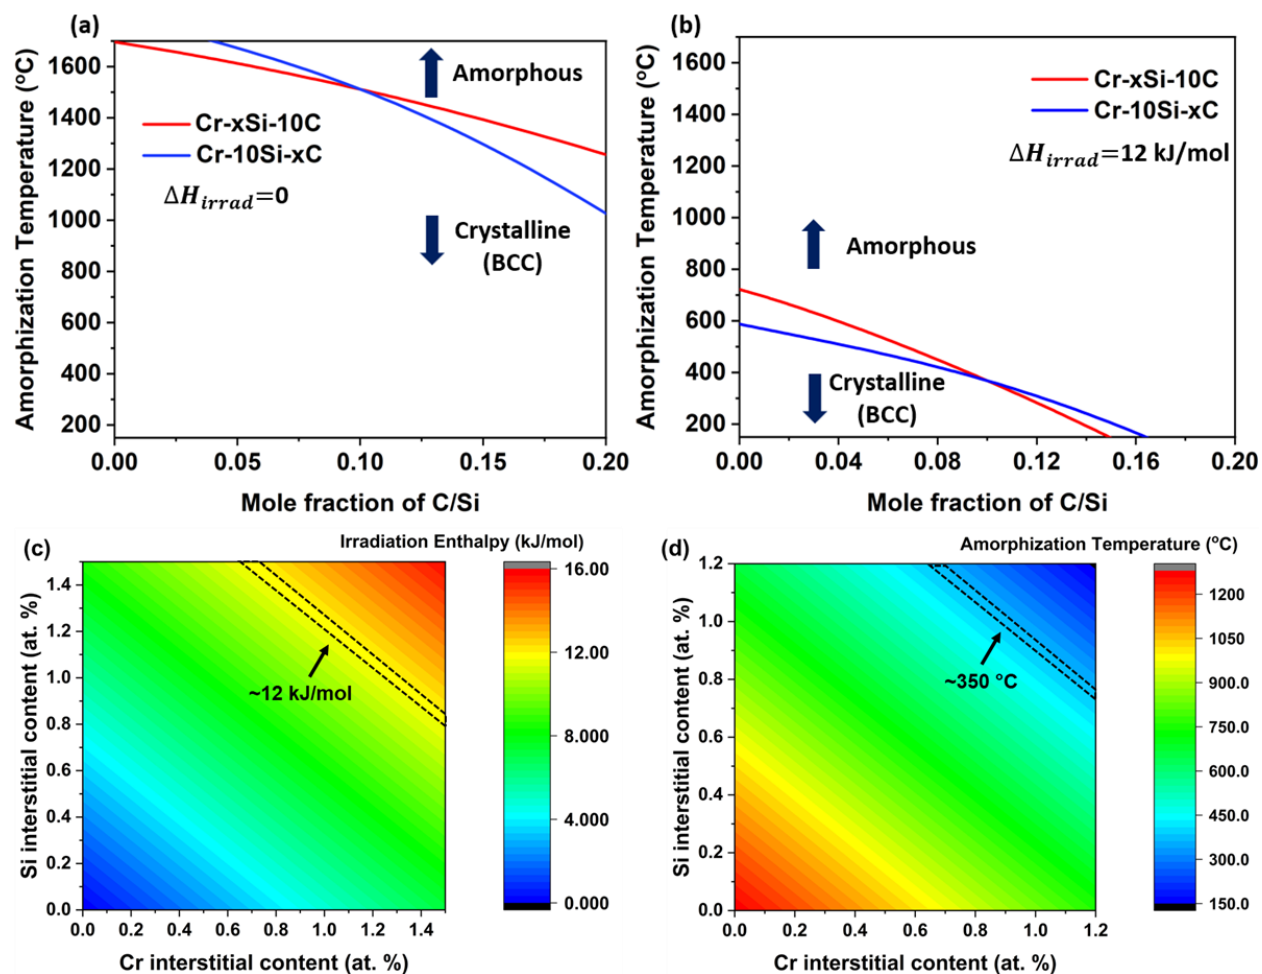 (a)
Amorphization Temperature (°C)
1600
1400
1200
1000
800
600
400
200
0.00
0.05
0.10
0.15
0.20
Mole fraction of C/Si
Cr-xSi-10C
Cr-10Si-xC
ΔH_irrad=0
Amorphous
Crystalline
(BCC)
(b)
Amorphization Temperature (°C)
1600
1400
1200
1000
800
600
400
200
0.00
0.04
0.08
0.12
0.16
0.20
Mole fraction of C/Si
Cr-xSi-10C
Cr-10Si-xC
ΔH_irrad=12 kJ/mol
Amorphous
Crystalline
(BCC)
(c)
Irradiation Enthalpy (kJ/mol)
Si interstitial content (at. %)
1.4
1.2
1.0
0.8
0.6
0.4
0.2
0.0
0.0
0.2
0.4
0.6
0.8
1.0
1.2
1.4
Cr interstitial content (at. %)
~12 kJ/mol
16.00
12.00
8.000
4.000
0.000
(d)
Amorphization Temperature (°C)
Si interstitial content (at. %)
1.2
1.0
0.8
0.6
0.4
0.2
0.0
0.0
0.2
0.4
0.6
0.8
1.0
1.2
Cr interstitial content (at. %)
~350 °C
1200
1050
900.0
750.0
600.0
450.0
300.0
150.0